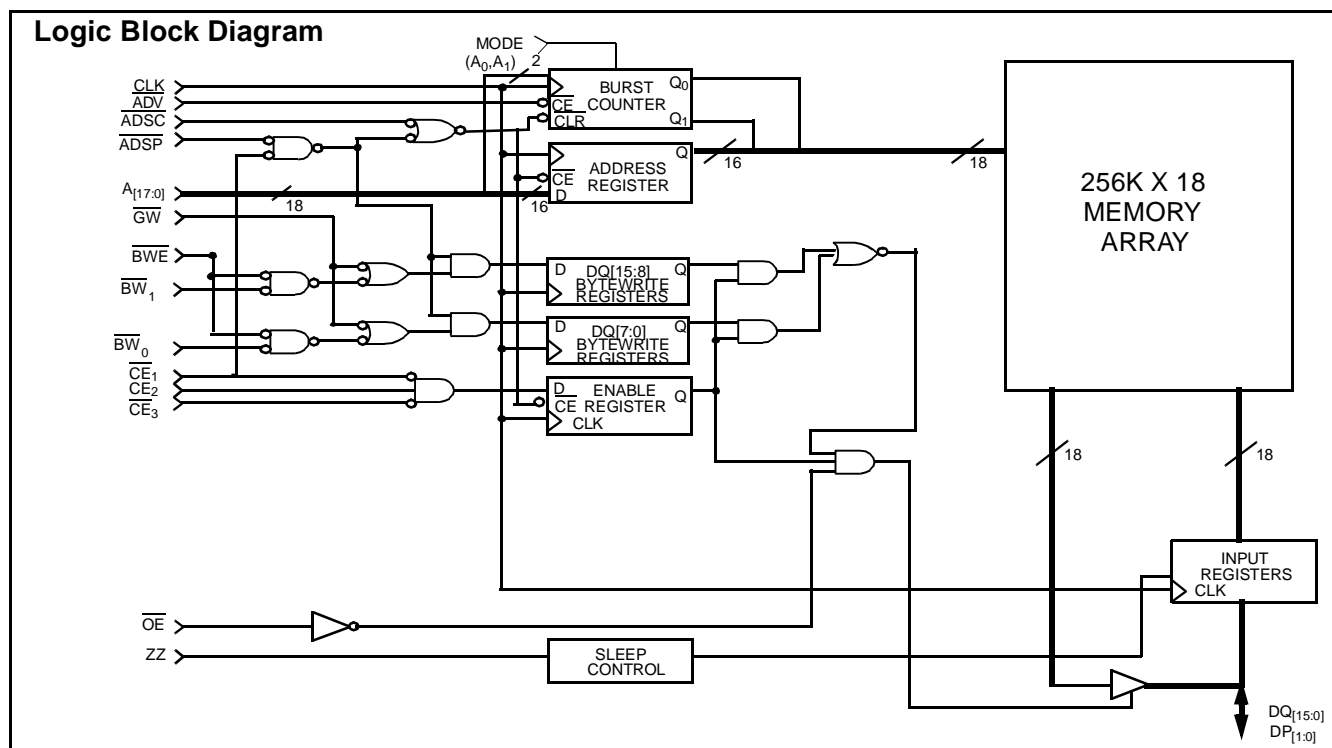 Logic Block Diagram
MODE
(A0,A1)
2
CLK
ADV
ADSC
ADSP
A[17:0]
GW
BWE
BW1
BW0
CE1
CE2
CE3
OE
ZZ
18
16
BURST
COUNTER
CE
CLR
Q0
Q1
ADDRESS
REGISTER
CE
D
Q
16
18
256K X 18
MEMORY
ARRAY
D
DQ[15:8]
BYTEWRITE
REGISTERS
Q
D
DQ[7:0]
BYTEWRITE
REGISTERS
Q
D
ENABLE
REGISTER
CE
CLK
Q
18
18
INPUT
REGISTERS
CLK
SLEEP
CONTROL
DQ[15:0]
DP[1:0]